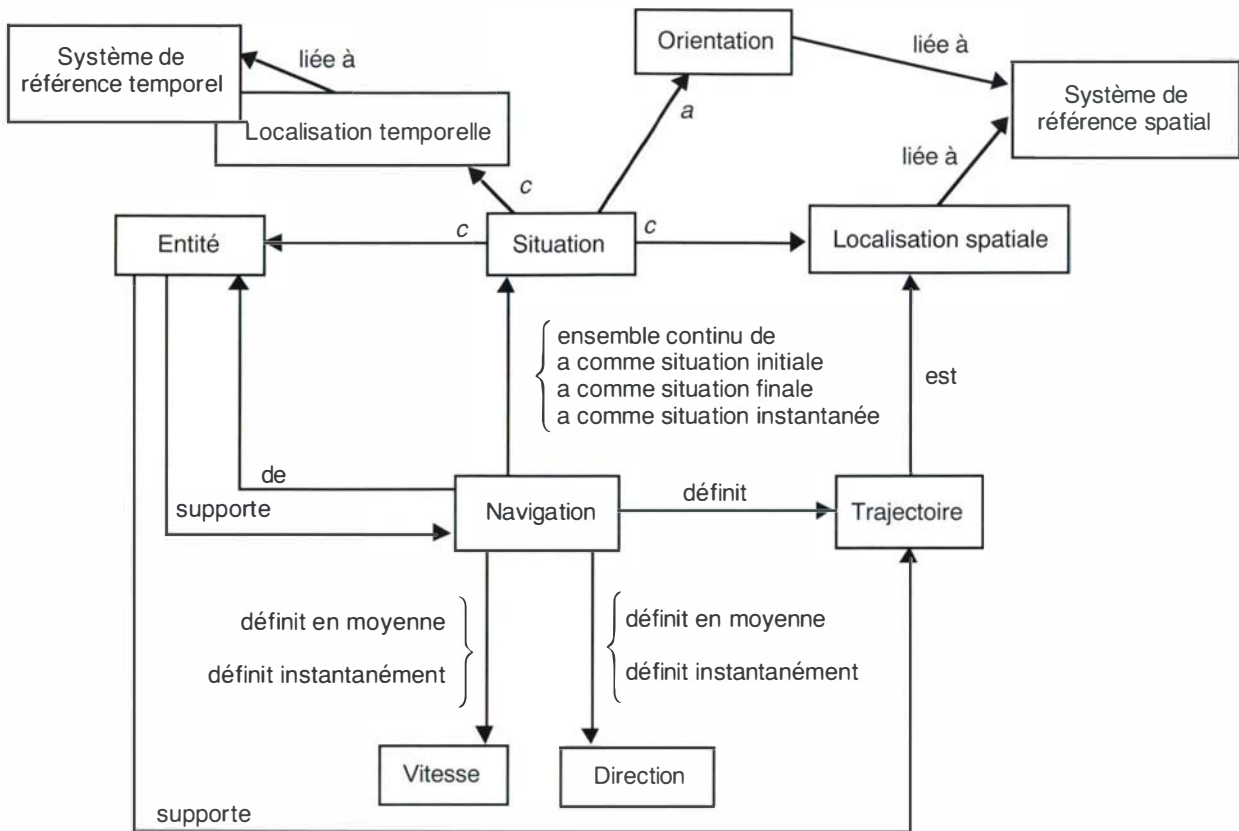 Orientation
Système de
référence temporel
liée à
liée à
Système de
référence spatial
a
Localisation temporelle
liée à
c
Entité
c
Situation
c
Localisation spatiale
ensemble continu de
a comme situation initiale
a comme situation finale
a comme situation instantanée
est
de
supporte
Navigation
définit
Trajectoire
définit en moyenne
définit instantanément
définit en moyenne
définit instantanément
Vitesse
Direction
supporte